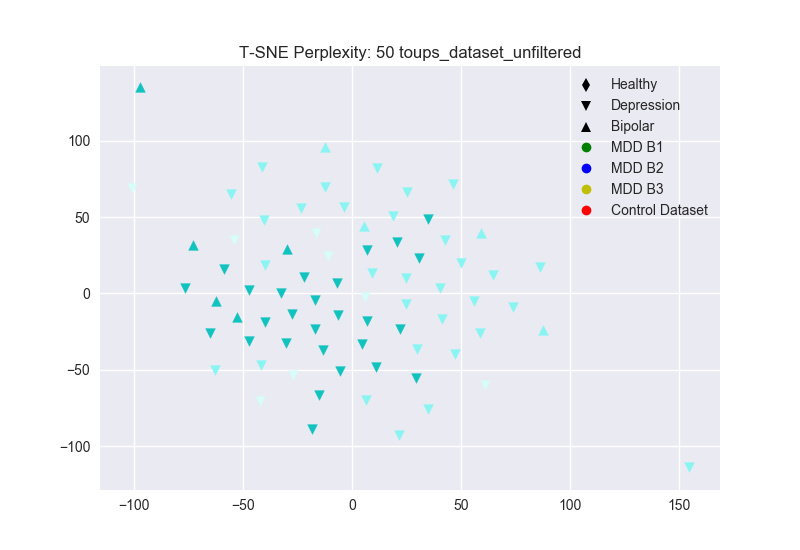 T-SNE Perplexity: 50 toups_dataset_unfiltered
Healthy
Depression
Bipolar
MDD B1
MDD B2
MDD B3
Control Dataset
100
50
0
−50
−100
−100 −50 0 50 100 150